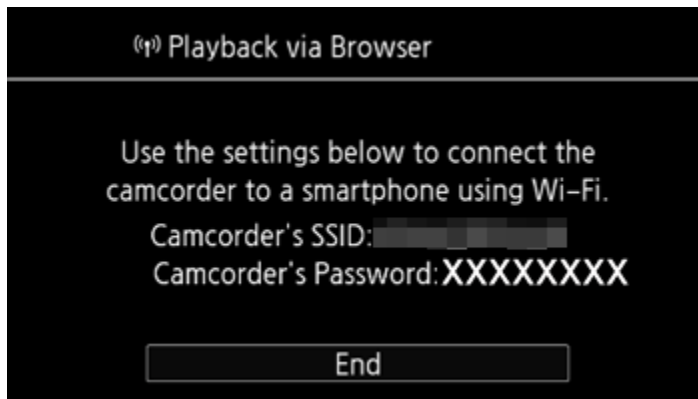 Playback via Browser
Use the settings below to connect the
camcorder to a smartphone using Wi-Fi.
Camcorder's SSID:
Camcorder's Password: XXXXXXXX
End